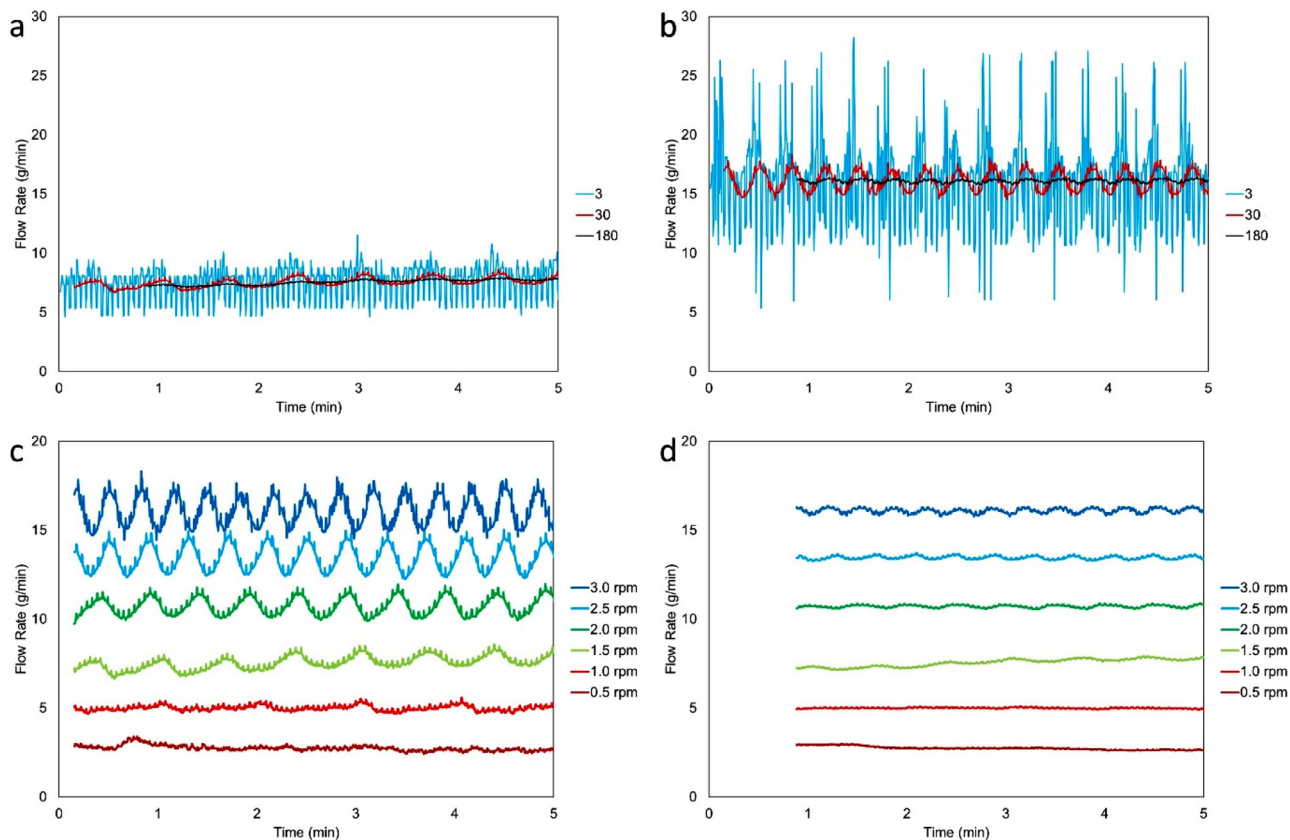 a
30
25
20
15
10
5
0
Flow Rate (g/min)
0 1 2 3 4 5
Time (min)
3
30
180
b
30
25
20
15
10
5
0
Flow Rate (g/min)
0 1 2 3 4 5
Time (min)
3
30
180
c
20
15
10
5
0
Flow Rate (g/min)
0 1 2 3 4 5
Time (min)
3.0 rpm
2.5 rpm
2.0 rpm
1.5 rpm
1.0 rpm
0.5 rpm
d
20
15
10
5
0
Flow Rate (g/min)
0 1 2 3 4 5
Time (min)
3.0 rpm
2.5 rpm
2.0 rpm
1.5 rpm
1.0 rpm
0.5 rpm